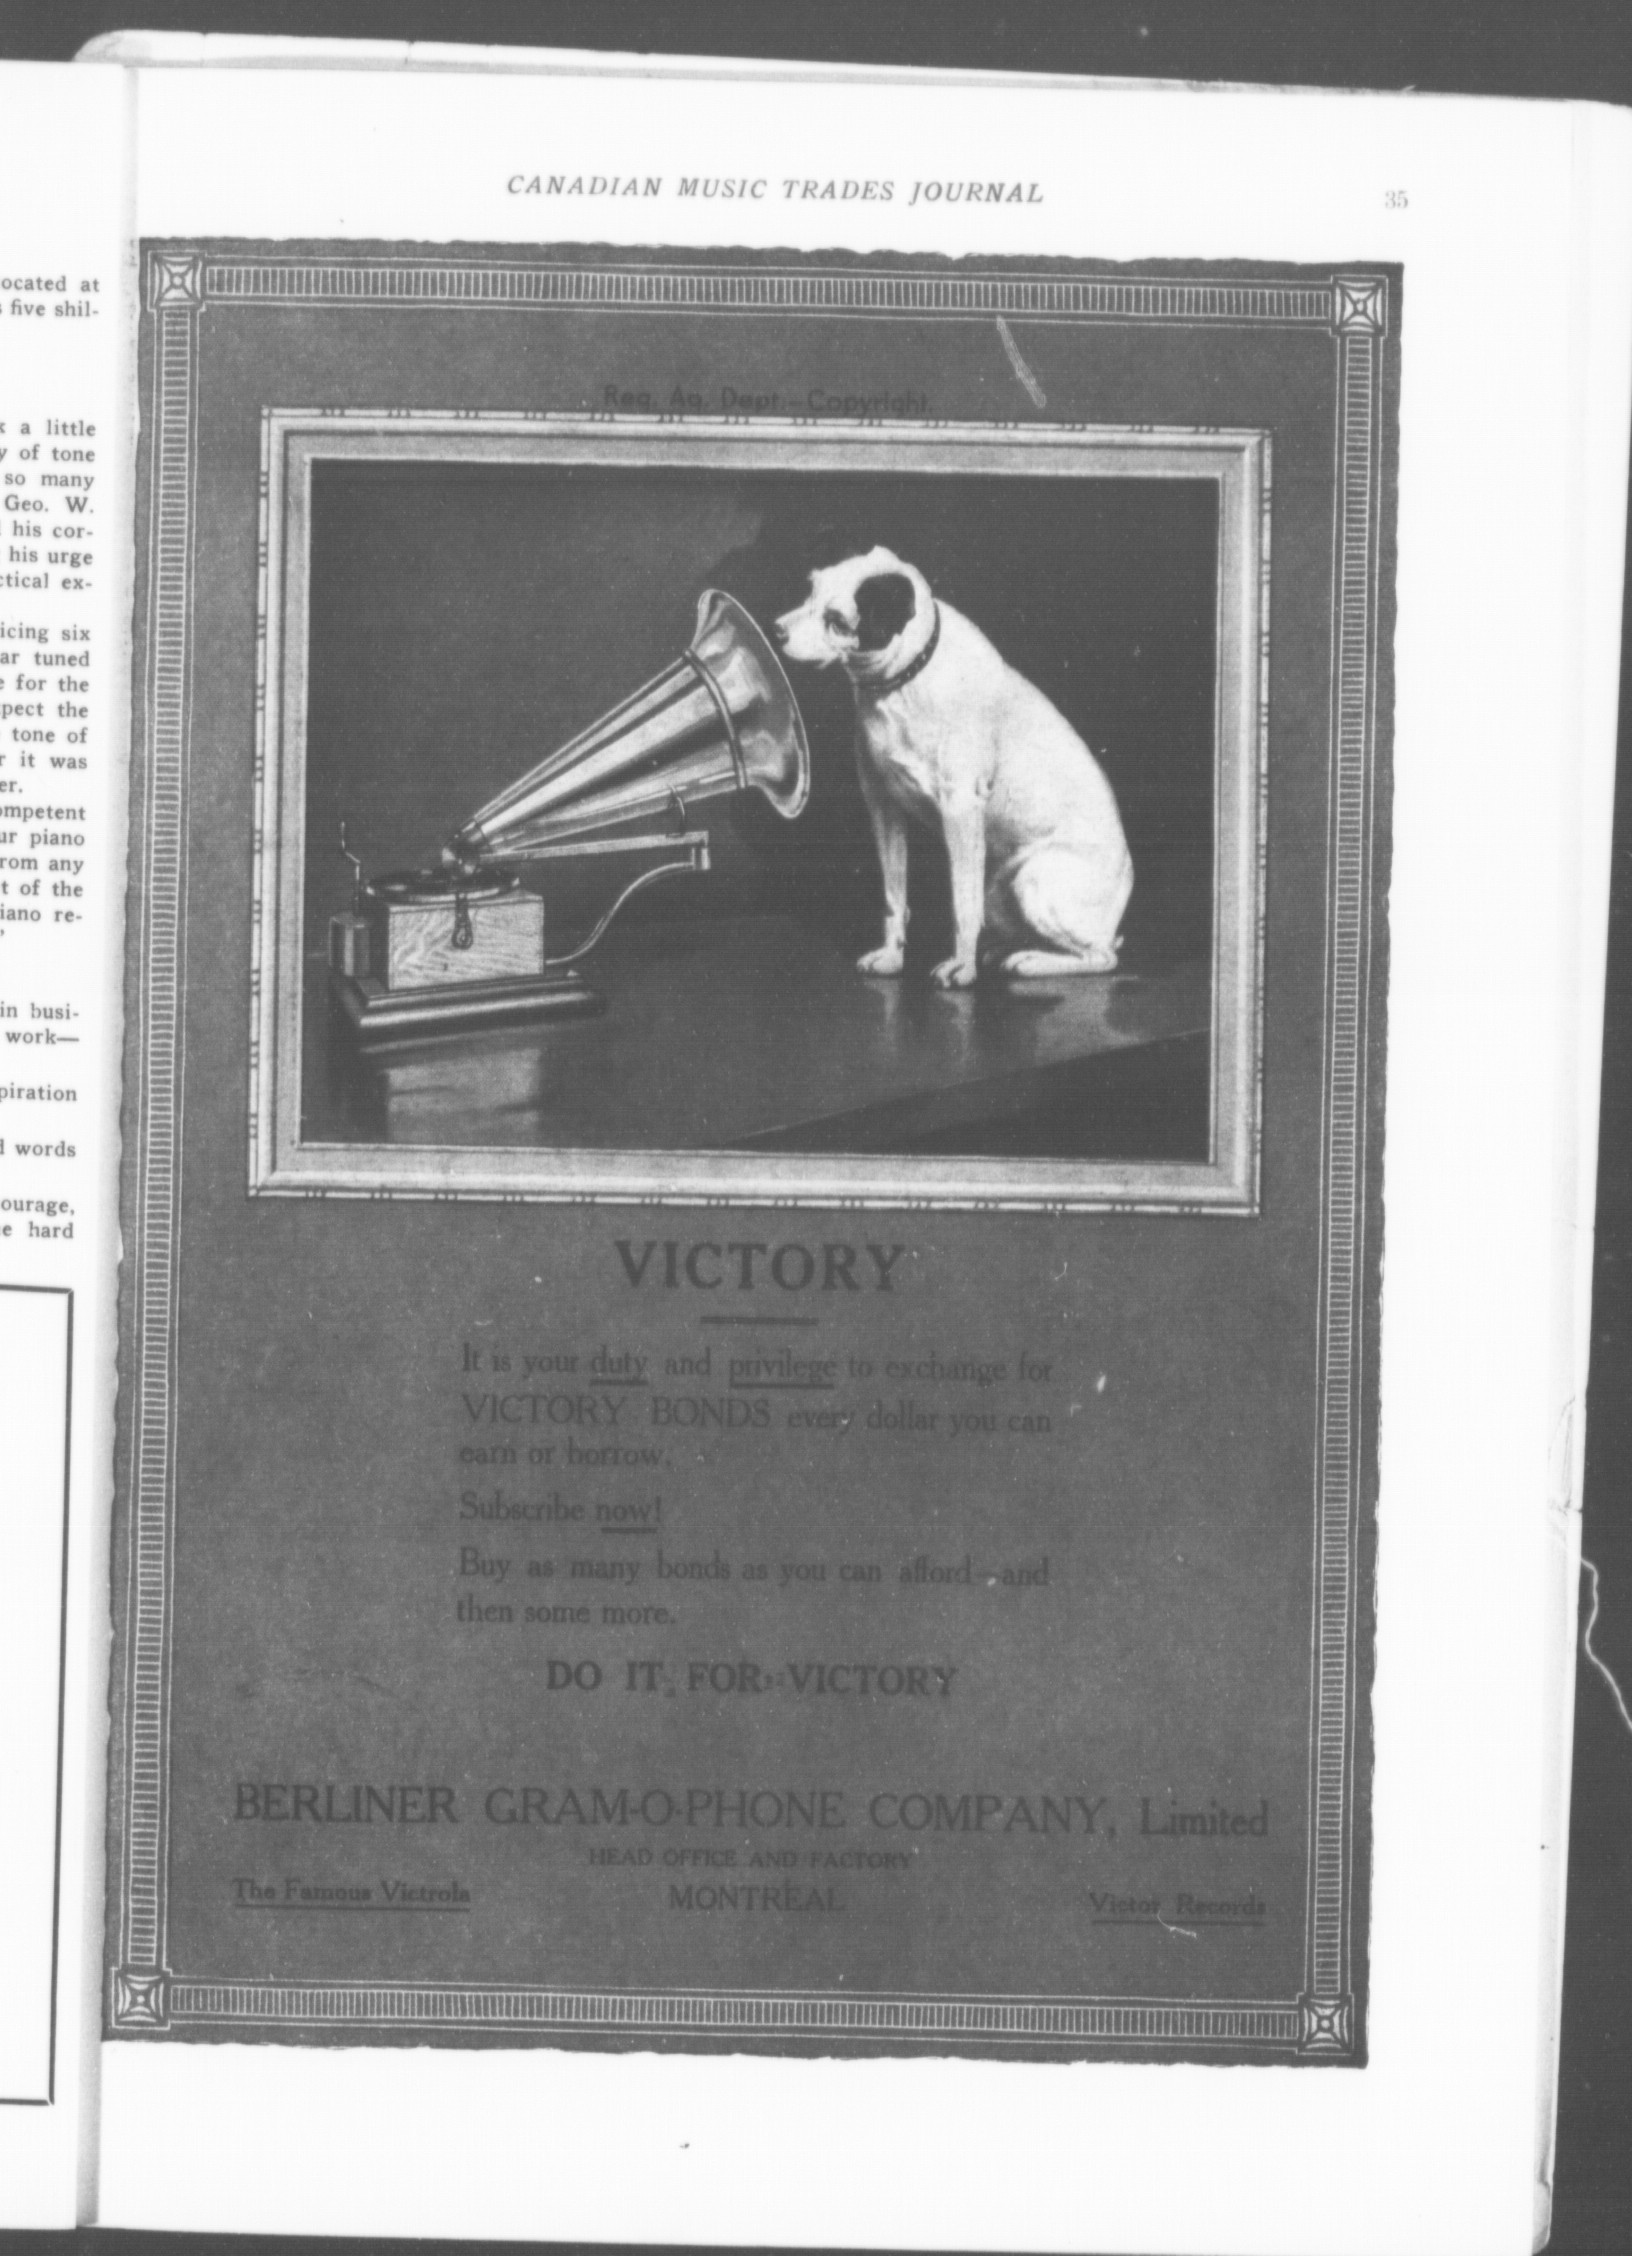 CANADIAN MUSIC TRADES JOURNAL 35
ocated at
five shil-
a little
of tone
so many
Geo. W.
his cor-
his urge
ctical ex-
icing six
ar tuned
for the
pect the
tone of
it was
er.
ompetent
ur piano
rom any
t of the
iano re-
in busi-
work—
piration
words
ourage,
e hard
Reg. Ag. Dept.—Copyright.
VICTORY
It is your duty and privilege to exchange for
VICTORY BONDS every dollar you can
earn or borrow.
Subscribe now!
Buy as many bonds as you can afford—and
then some more.
DO IT FOR VICTORY
BERLINER GRAM-O-PHONE COMPANY, Limited
HEAD OFFICE AND FACTORY
The Famous Victrola MONTREAL Victor Records